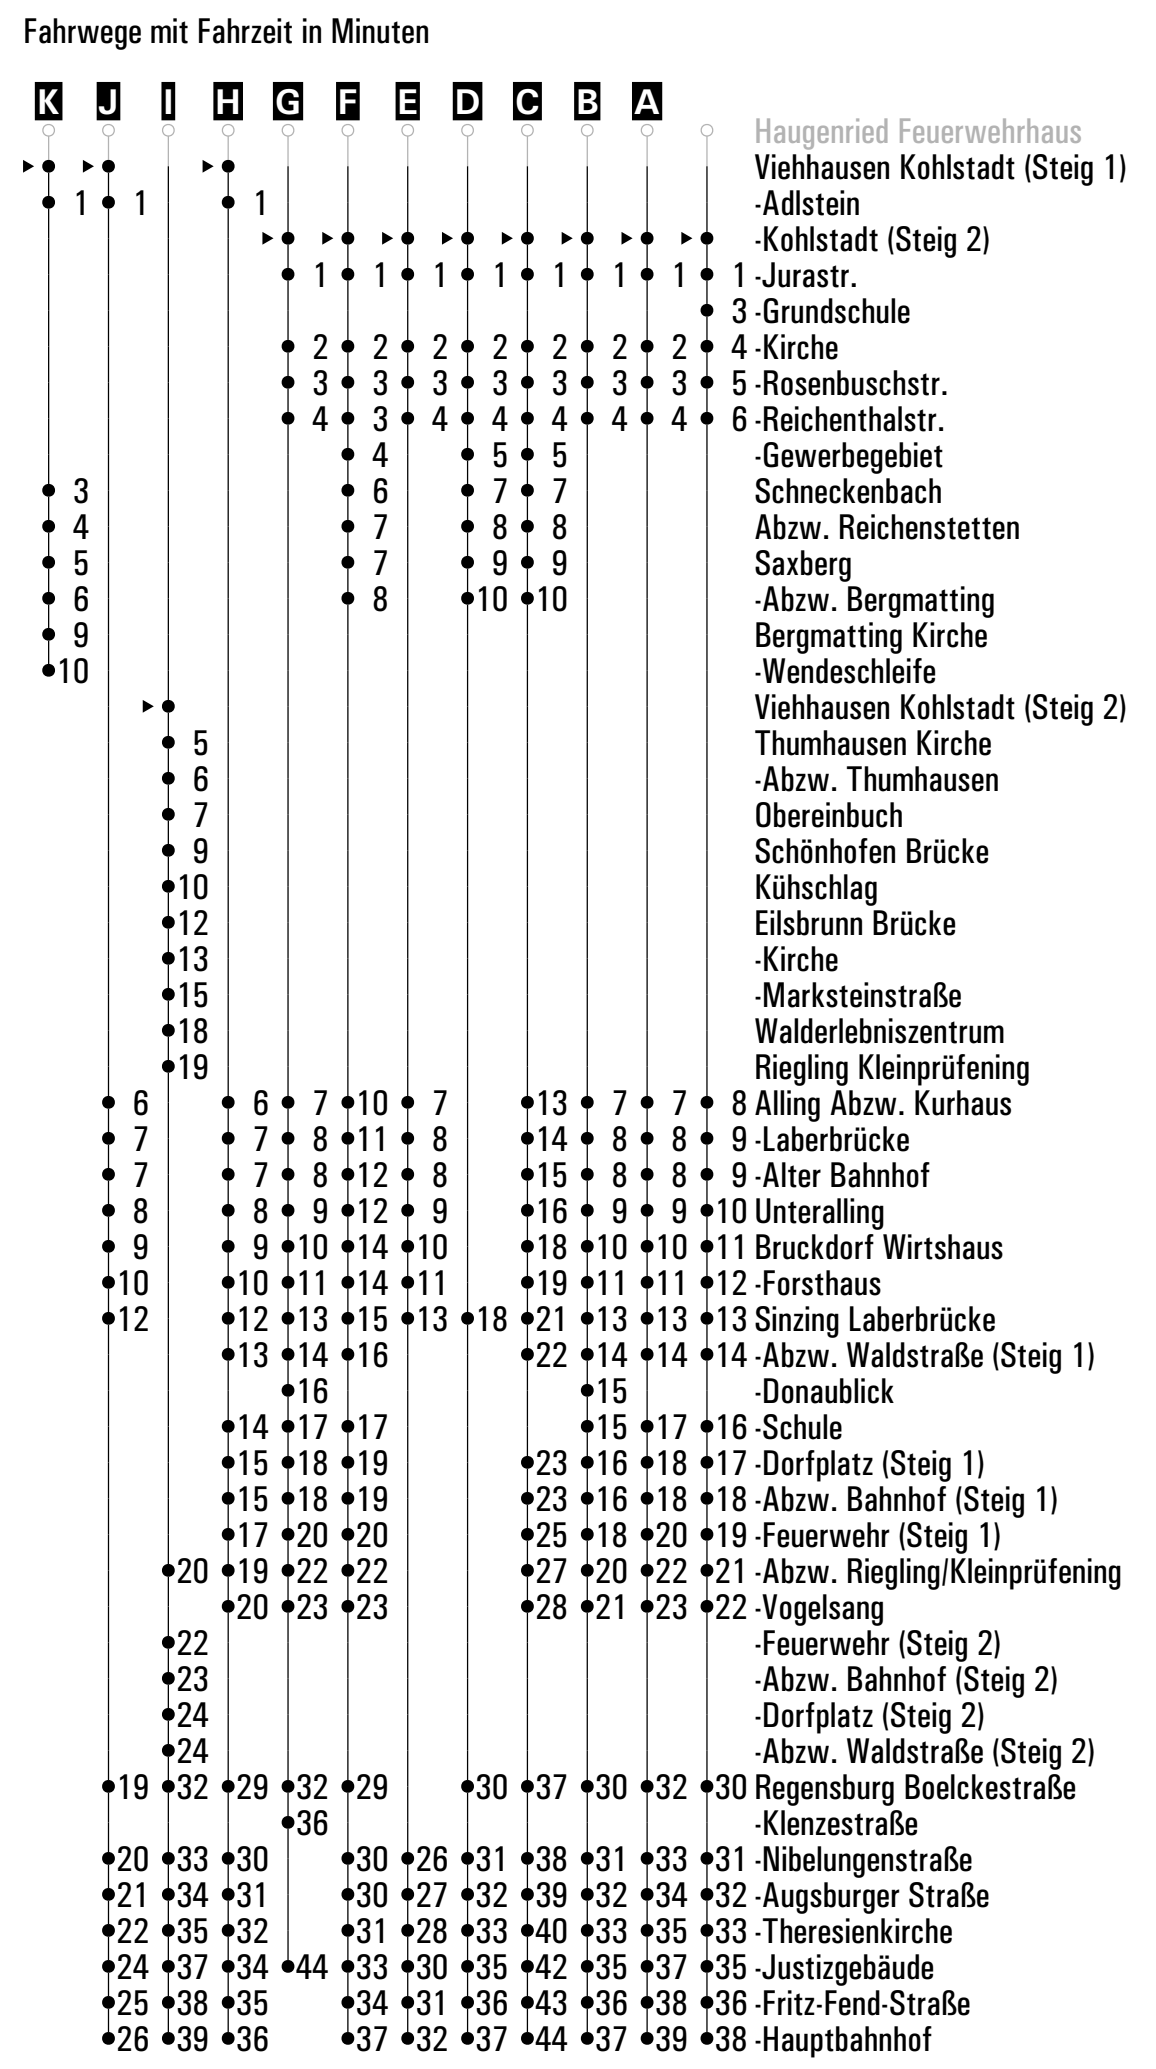 Fahrwege mit Fahrzeit in Minuten
K J I H G F E D C B A
Haugenried Feuerwehrhaus
Viehhausen Kohlstadt (Steig 1)
1 1 1 -Adlstein
-Kohlstadt (Steig 2)
1 1 1 1 1 1 1 1 -Jurastr.
3 -Grundschule
2 2 2 2 2 2 2 4 -Kirche
3 3 3 3 3 3 3 5 -Rosenbuschstr.
4 3 4 4 4 4 4 6 -Reichenthalstr.
4 5 5 -Gewerbegebiet
3 6 7 7 Schneckenbach
4 7 8 8 Abzw. Reichenstetten
5 7 9 9 Saxberg
6 8 10 10 -Abzw. Bergmatting
9 Bergmatting Kirche
10 -Wendeschleife
Viehhausen Kohlstadt (Steig 2)
5 Thumhausen Kirche
6 -Abzw. Thumhausen
7 Obereinbuch
9 Schönhofen Brücke
10 Kühschlag
12 Eilsbrunn Brücke
13 -Kirche
15 -Marksteinstraße
18 Walderlebniszentrum
19 Riegling Kleinprüfening
6 6 7 10 7 13 7 7 8 Alling Abzw. Kurhaus
7 7 8 11 8 14 8 8 9 -Laberbrücke
7 7 8 12 8 15 8 8 9 -Alter Bahnhof
8 8 9 12 9 16 9 9 10 Unteralling
9 9 10 14 10 18 10 10 11 Bruckdorf Wirtshaus
10 10 11 14 11 19 11 11 12 -Forsthaus
12 12 13 15 13 18 21 13 13 13 Sinzing Laberbrücke
13 14 16 22 14 14 14 -Abzw. Waldstraße (Steig 1)
16 15 -Donaublick
14 17 17 15 17 16 -Schule
15 18 19 23 16 18 17 -Dorfplatz (Steig 1)
15 18 19 23 16 18 18 -Abzw. Bahnhof (Steig 1)
17 20 20 25 18 20 19 -Feuerwehr (Steig 1)
20 19 22 22 27 20 22 21 -Abzw. Riegling/Kleinprüfening
20 23 23 28 21 23 22 -Vogelsang
22 -Feuerwehr (Steig 2)
23 -Abzw. Bahnhof (Steig 2)
24 -Dorfplatz (Steig 2)
24 -Abzw. Waldstraße (Steig 2)
19 32 29 32 29 30 37 30 32 30 Regensburg Boelckestraße
36 -Klenzestraße
20 33 30 30 26 31 38 31 33 31 -Nibelungenstraße
21 34 31 30 27 32 39 32 34 32 -Augsburger Straße
22 35 32 31 28 33 40 33 35 33 -Theresienkirche
24 37 34 44 33 30 35 42 35 37 35 -Justizgebäude
25 38 35 34 31 36 43 36 38 36 -Fritz-Fend-Straße
26 39 36 37 32 37 44 37 39 38 -Hauptbahnhof